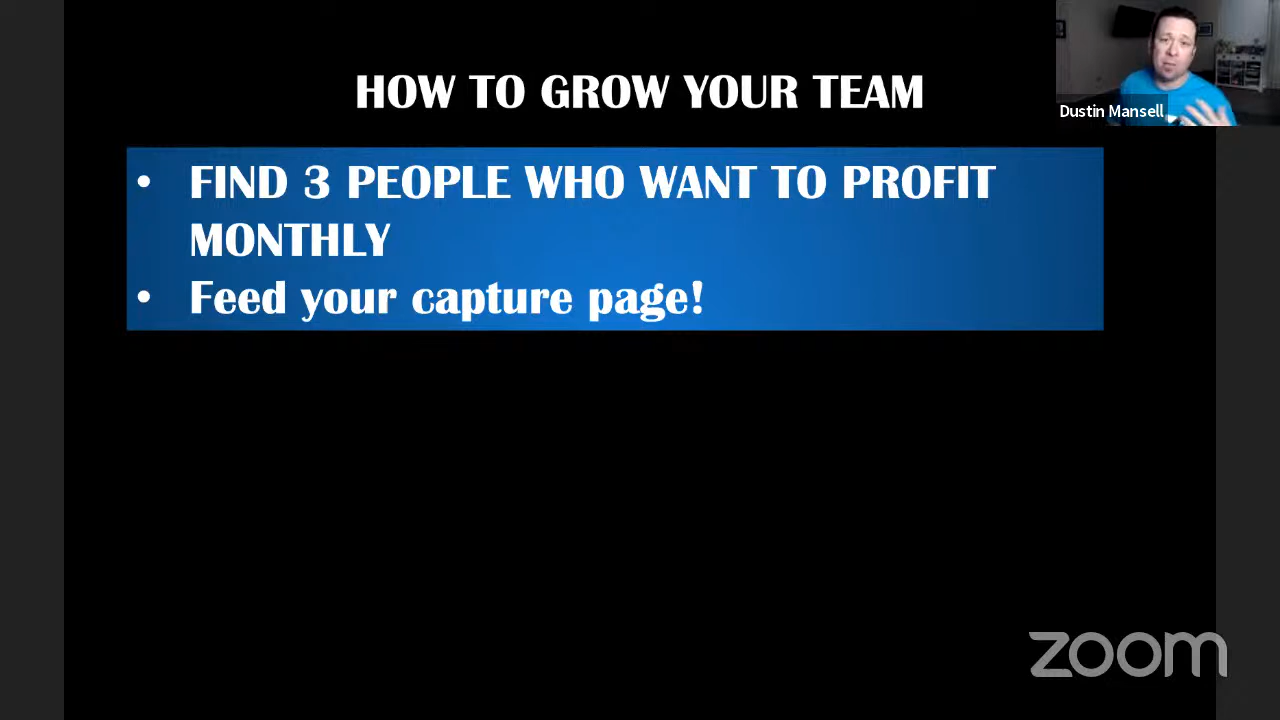 HOW TO GROW YOUR TEAM
Dustin Mansell
• FIND 3 PEOPLE WHO WANT TO PROFIT
MONTHLY
• Feed your capture page!
zoom